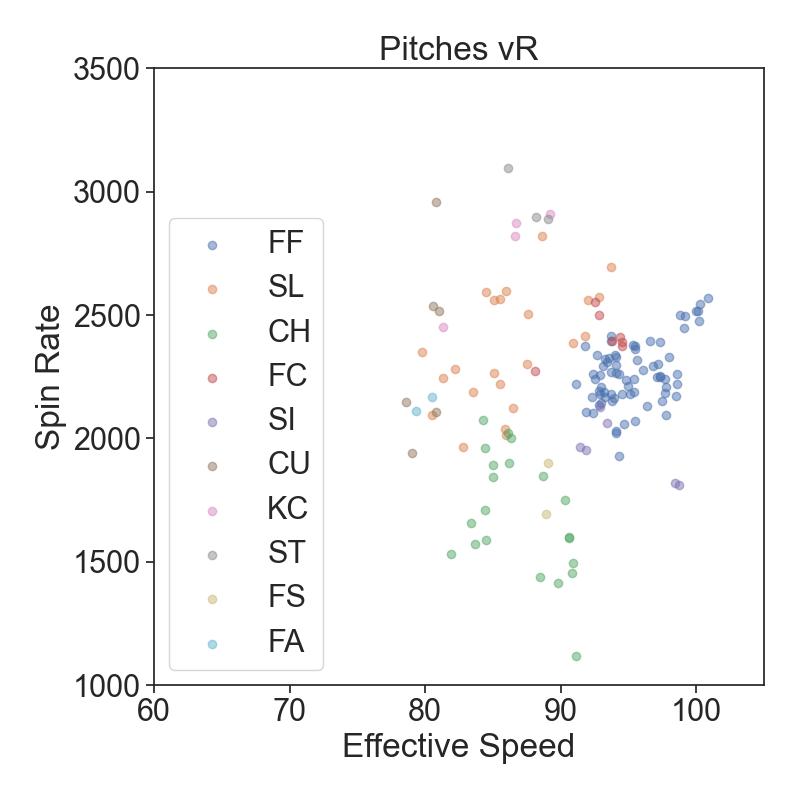 Pitches vR
3500
3000
2500
2000
1500
1000
Spin Rate
FF
SL
CH
FC
SI
CU
KC
ST
FS
FA
60 70 80 90 100
Effective Speed